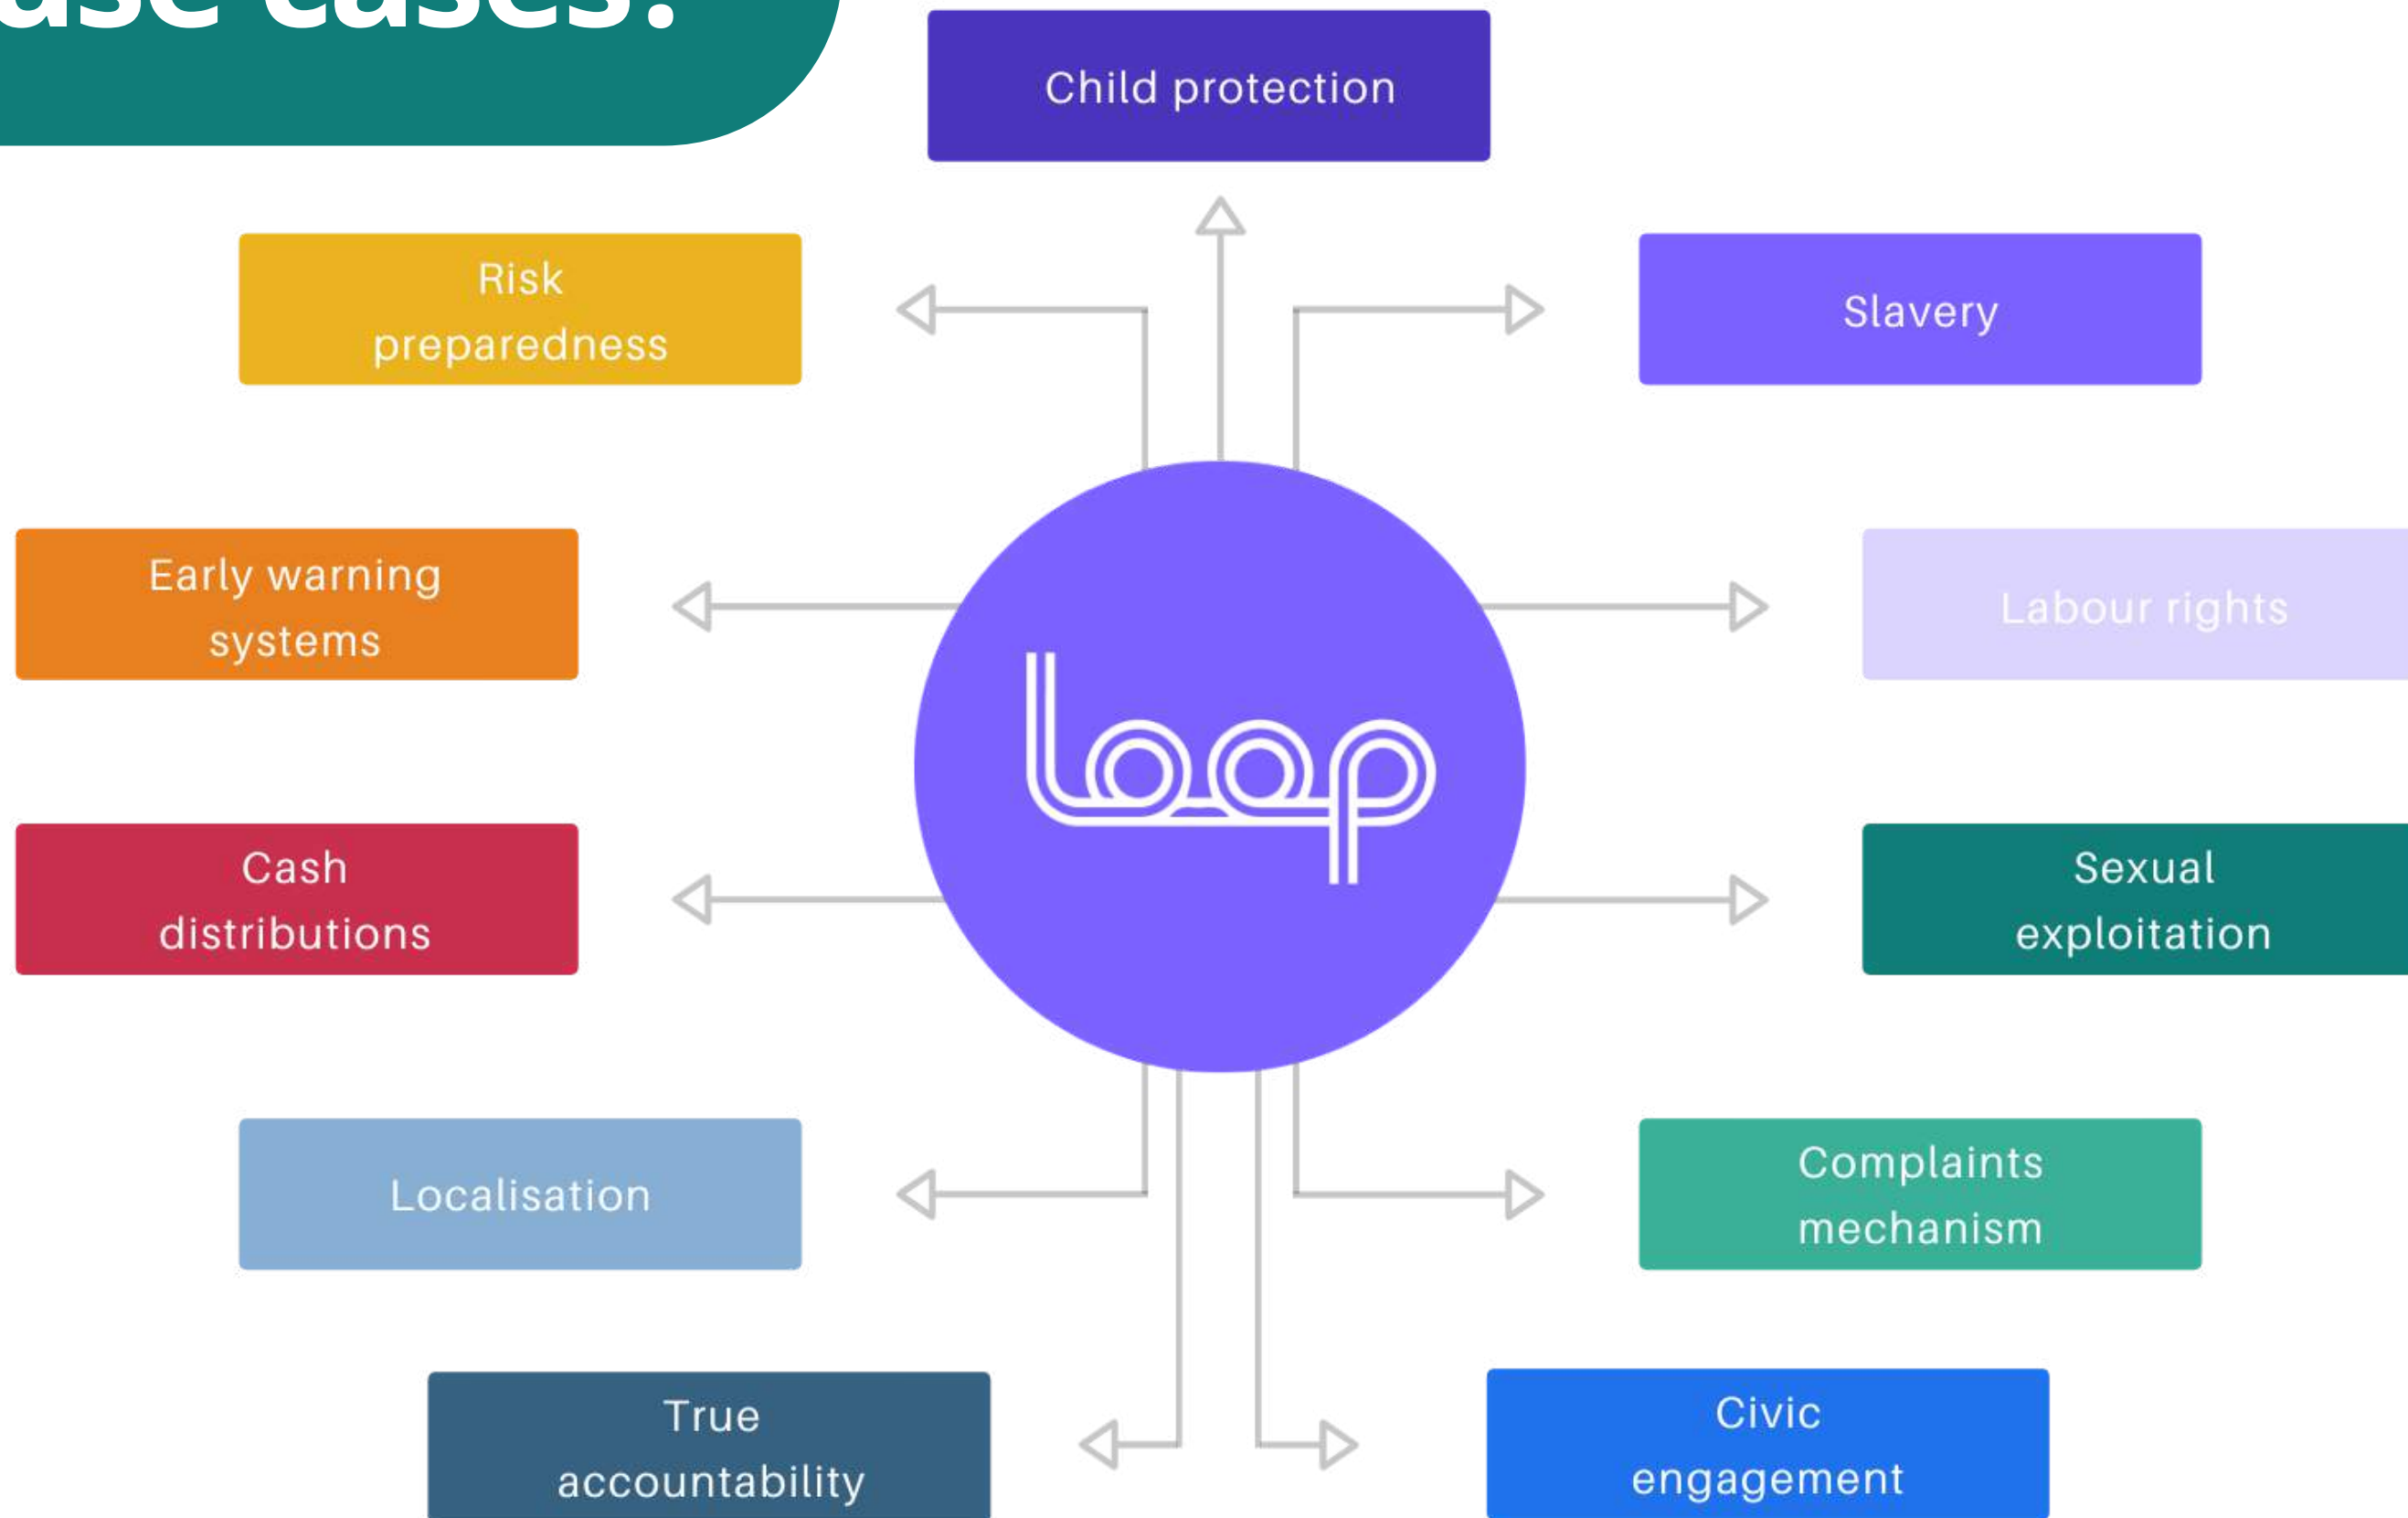 use cases?
Child protection
Risk
preparedness
Slavery
Early warning
systems
Labour rights
loop
Cash
distributions
Sexual
exploitation
Localisation
Complaints
mechanism
True
accountability
Civic
engagement